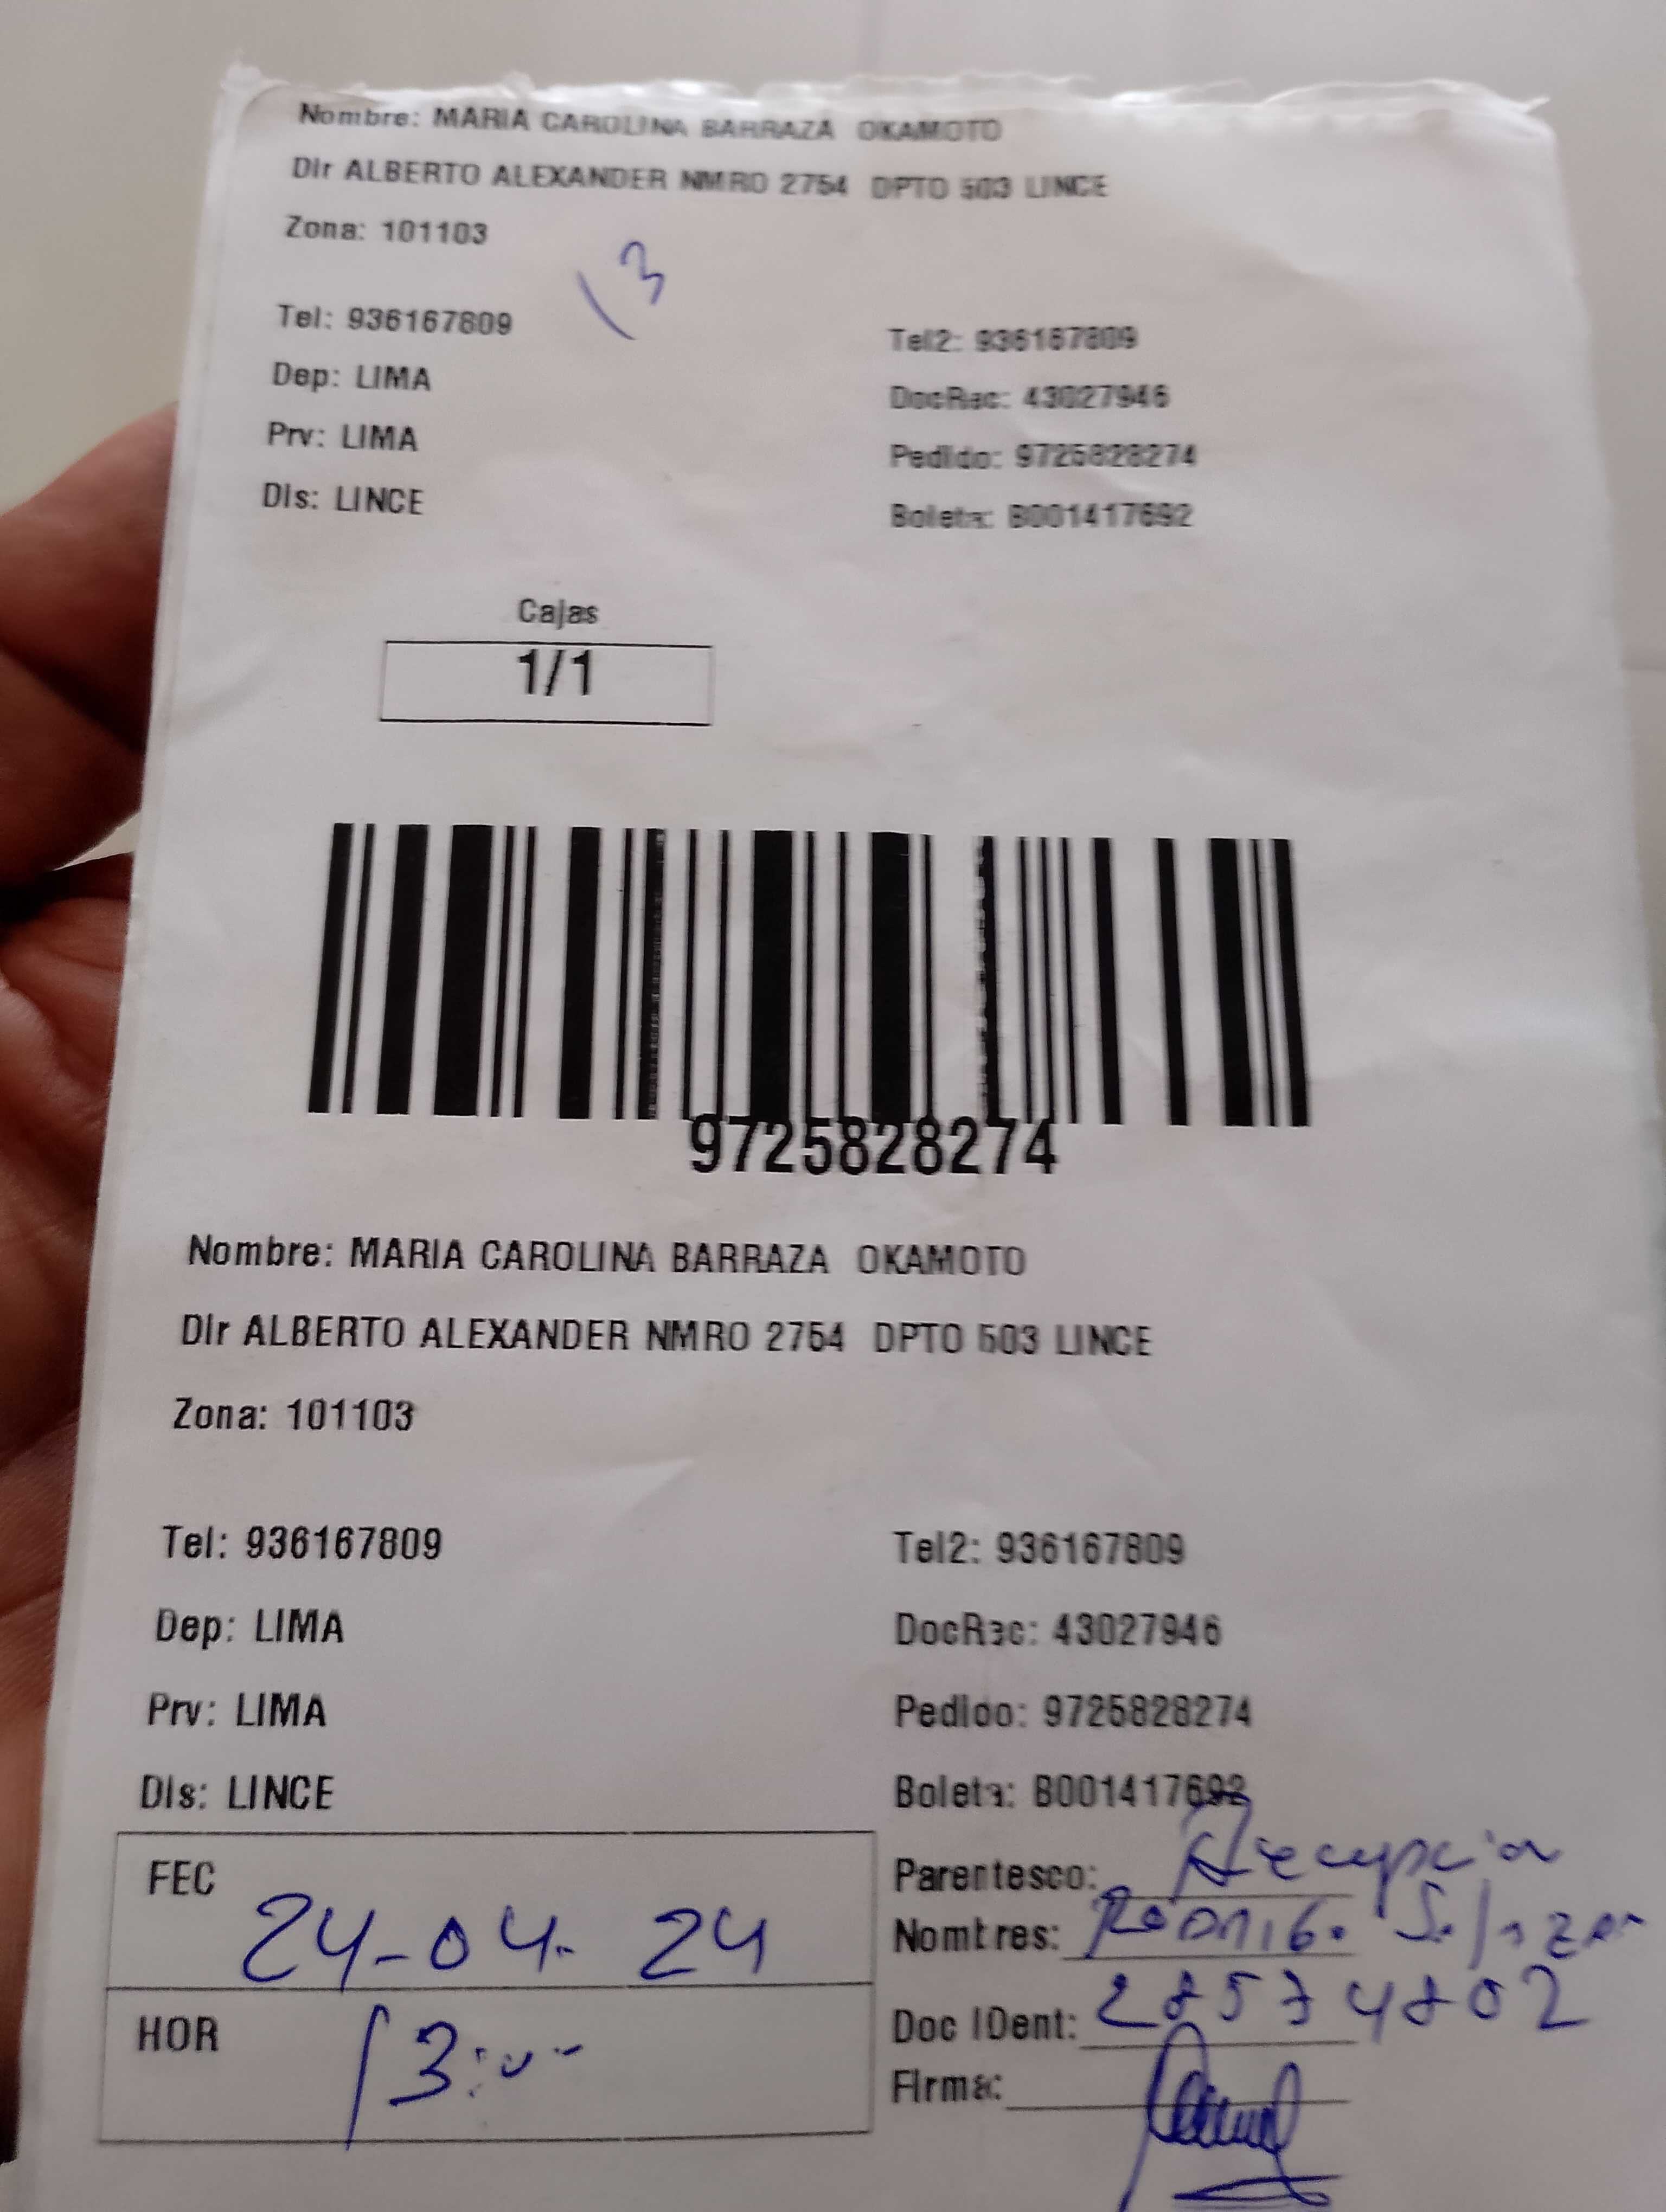 Nombre: MARIA CAROLINA BARRAZA OKAMOTO
Dir ALBERTO ALEXANDER NMRO 2754 DPTO 503 LINCE
Zona: 101103
13
Tel: 936167809 Tel2: 936167809
Dep: LIMA DocRec: 43027946
Prv: LIMA Pedido: 9725828274
Dis: LINCE Boleta: B001417692
Cajas
1/1
9725828274
Nombre: MARIA CAROLINA BARRAZA OKAMOTO
Dir ALBERTO ALEXANDER NMRO 2754 DPTO 503 LINCE
Zona: 101103
Tel: 936167809 Tel2: 936167809
Dep: LIMA DocRec: 43027946
Prv: LIMA Pedido: 9725828274
Dis: LINCE Boleta: B001417692
FEC 24-04-24
HOR 13:00
Parentesco: Recepcion
Nombres:
Doc IDent: 28574802
Firma: